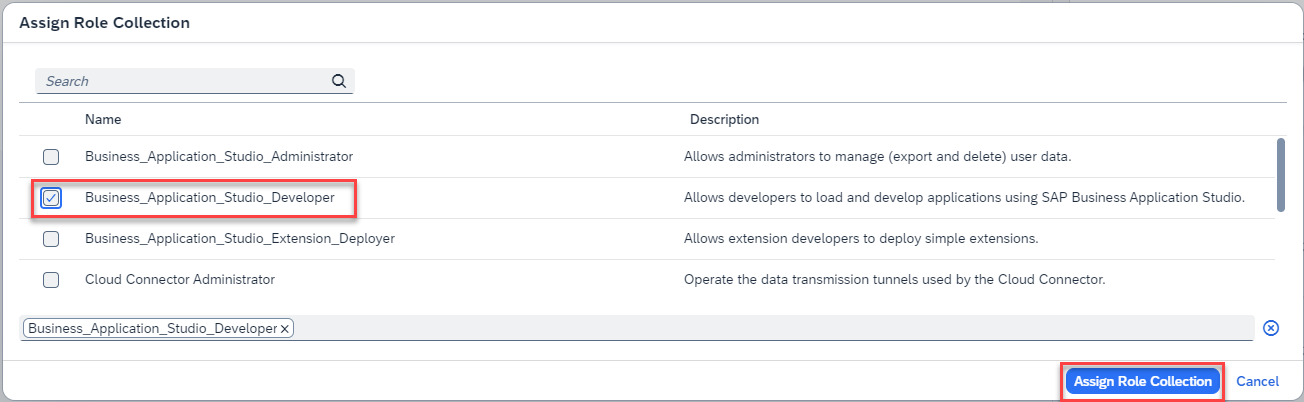 Assign Role Collection
Search
Name Description
Business_Application_Studio_Administrator Allows administrators to manage (export and delete) user data.
Business_Application_Studio_Developer Allows developers to load and develop applications using SAP Business Application Studio.
Business_Application_Studio_Extension_Deployer Allows extension developers to deploy simple extensions.
Cloud Connector Administrator Operate the data transmission tunnels used by the Cloud Connector.
Business_Application_Studio_Developer
Assign Role Collection Cancel